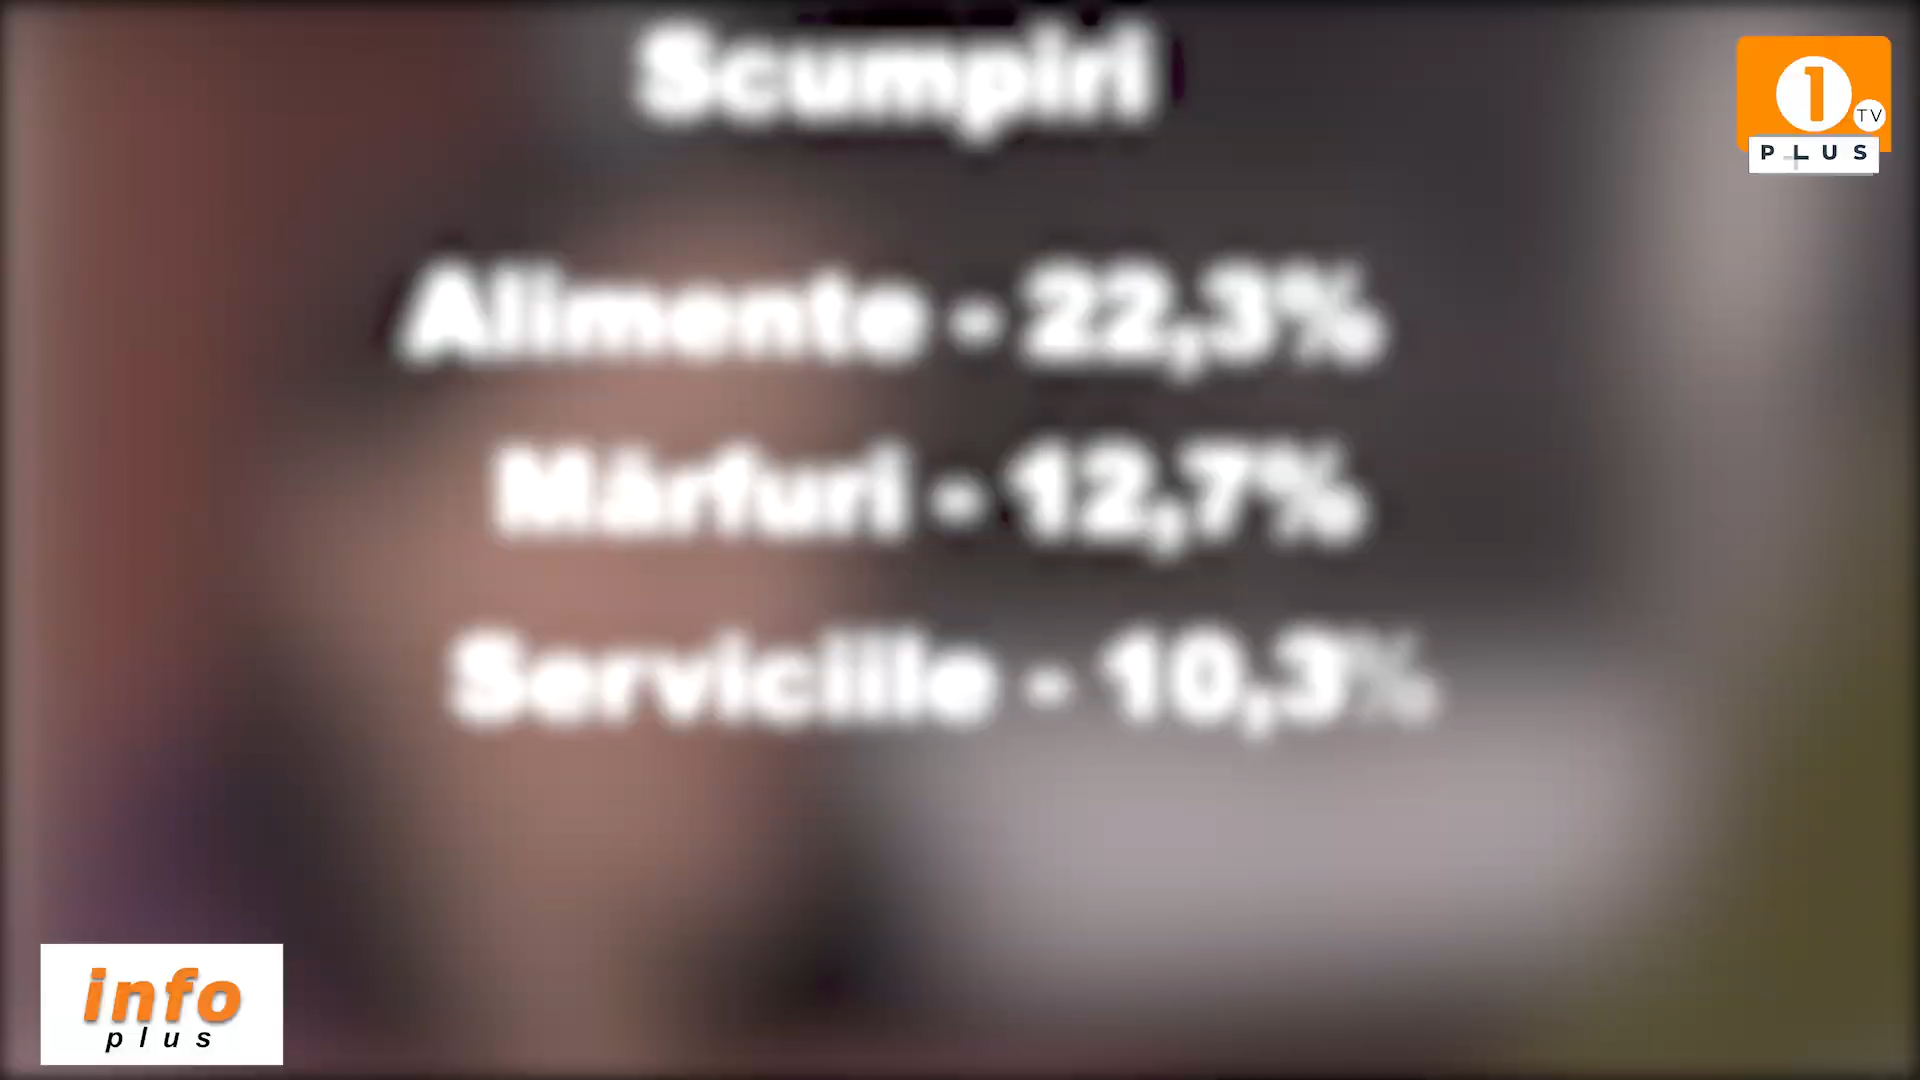 Scumpiri
1
TV
PLUS
Alimente - 22,3%
Mărfuri - 12,7%
Serviciile - 10,3%
info
plus